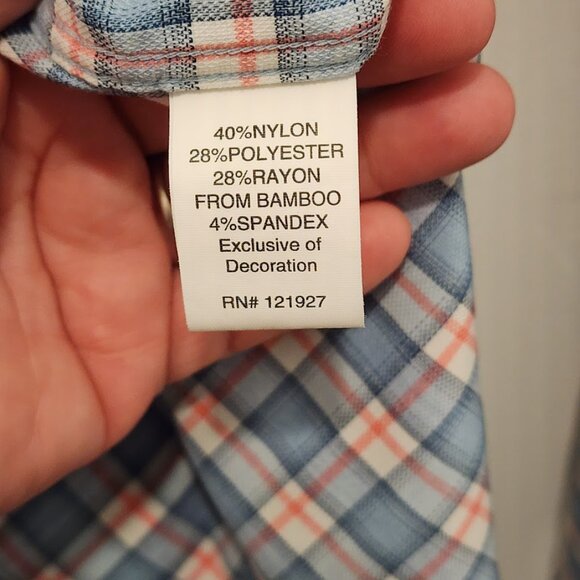 40%NYLON
28%POLYESTER
28%RAYON
FROM BAMBOO
4%SPANDEX
Exclusive of
Decoration
RN# 121927